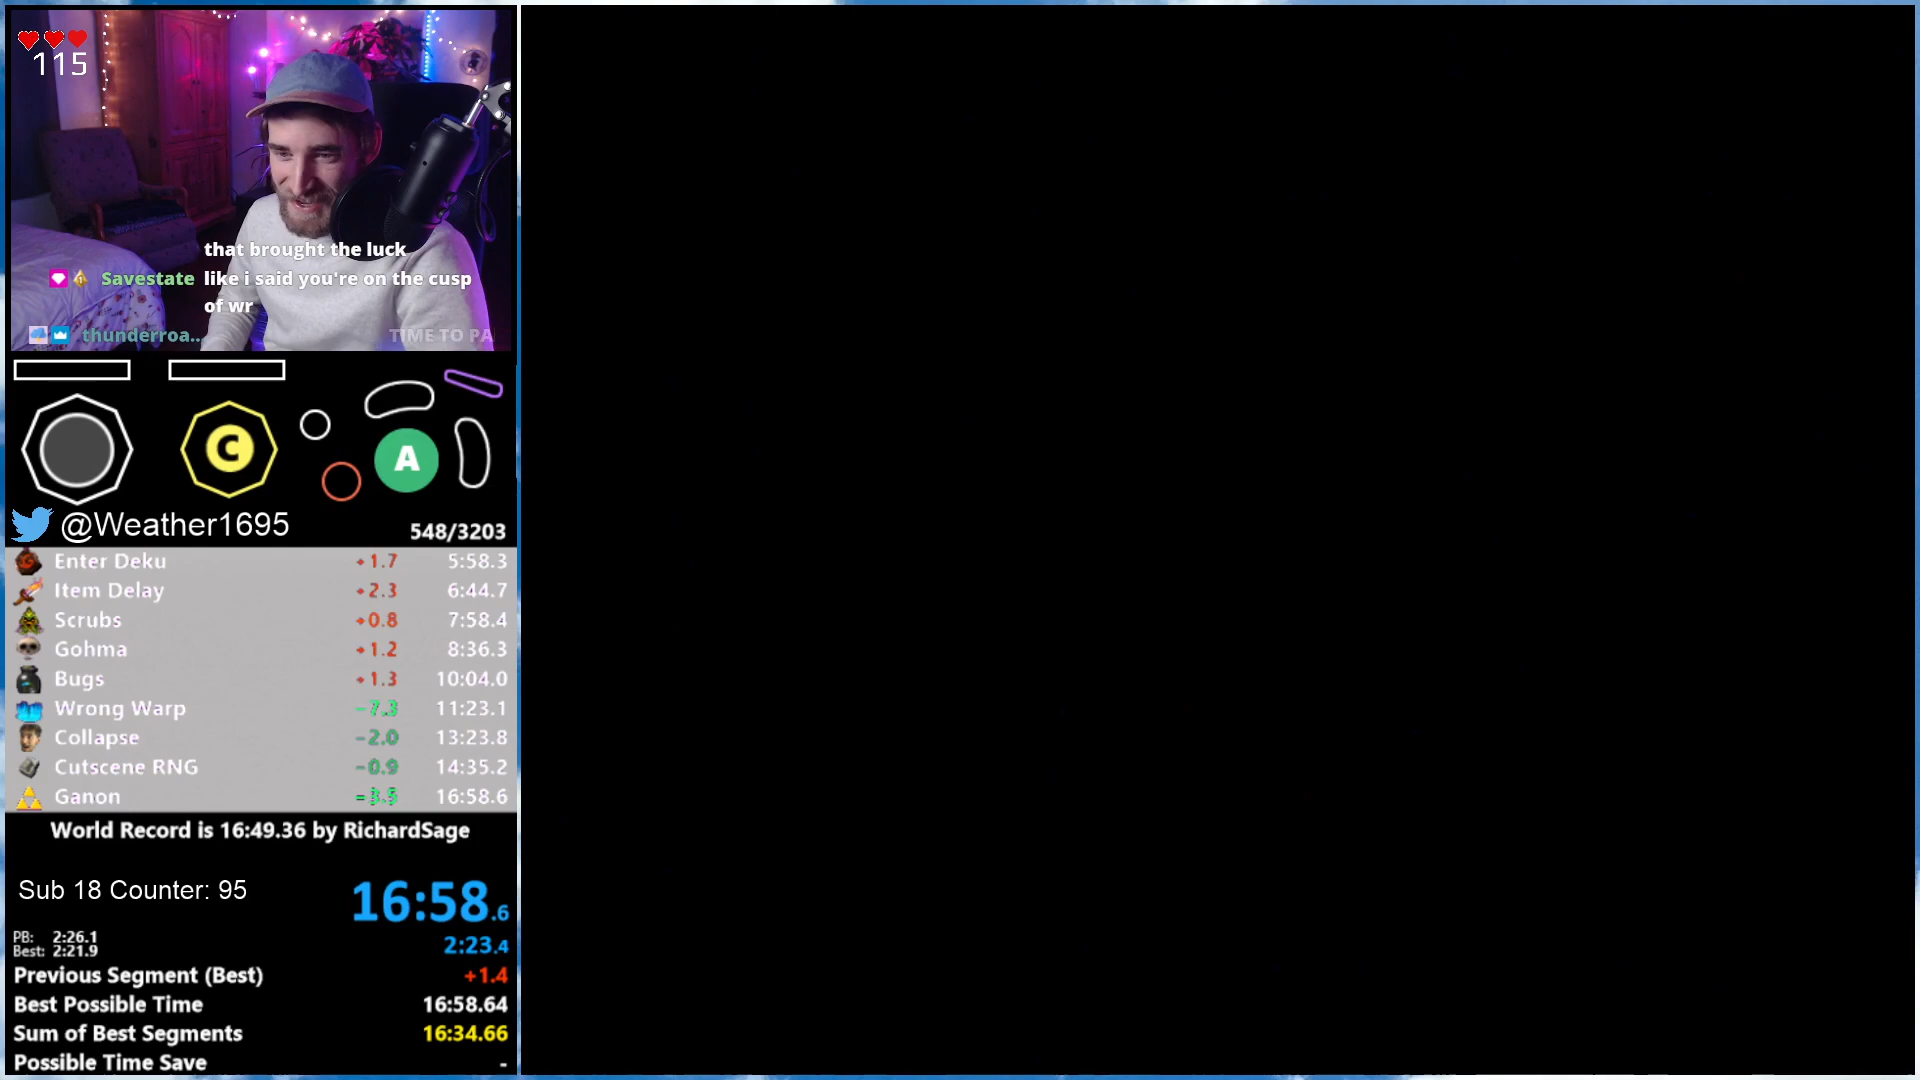 115
that brought the luck
Savestate like i said you're on the cusp
of wr
thunderroa... TIME TO PA
C
A
@Weather1695
548/3203
Enter Deku +1.7 5:58.3
Item Delay +2.3 6:44.7
Scrubs +0.8 7:58.4
Gohma +1.2 8:36.3
Bugs +1.3 10:04.0
Wrong Warp -7.3 11:23.1
Collapse -2.0 13:23.8
Cutscene RNG -0.9 14:35.2
Ganon -3.5 16:58.6
World Record is 16:49.36 by RichardSage
Sub 18 Counter: 95
16:58.6
PB: 2:26.1
Best: 2:21.9
2:23.4
Previous Segment (Best) +1.4
Best Possible Time 16:58.64
Sum of Best Segments 16:34.66
Possible Time Save -